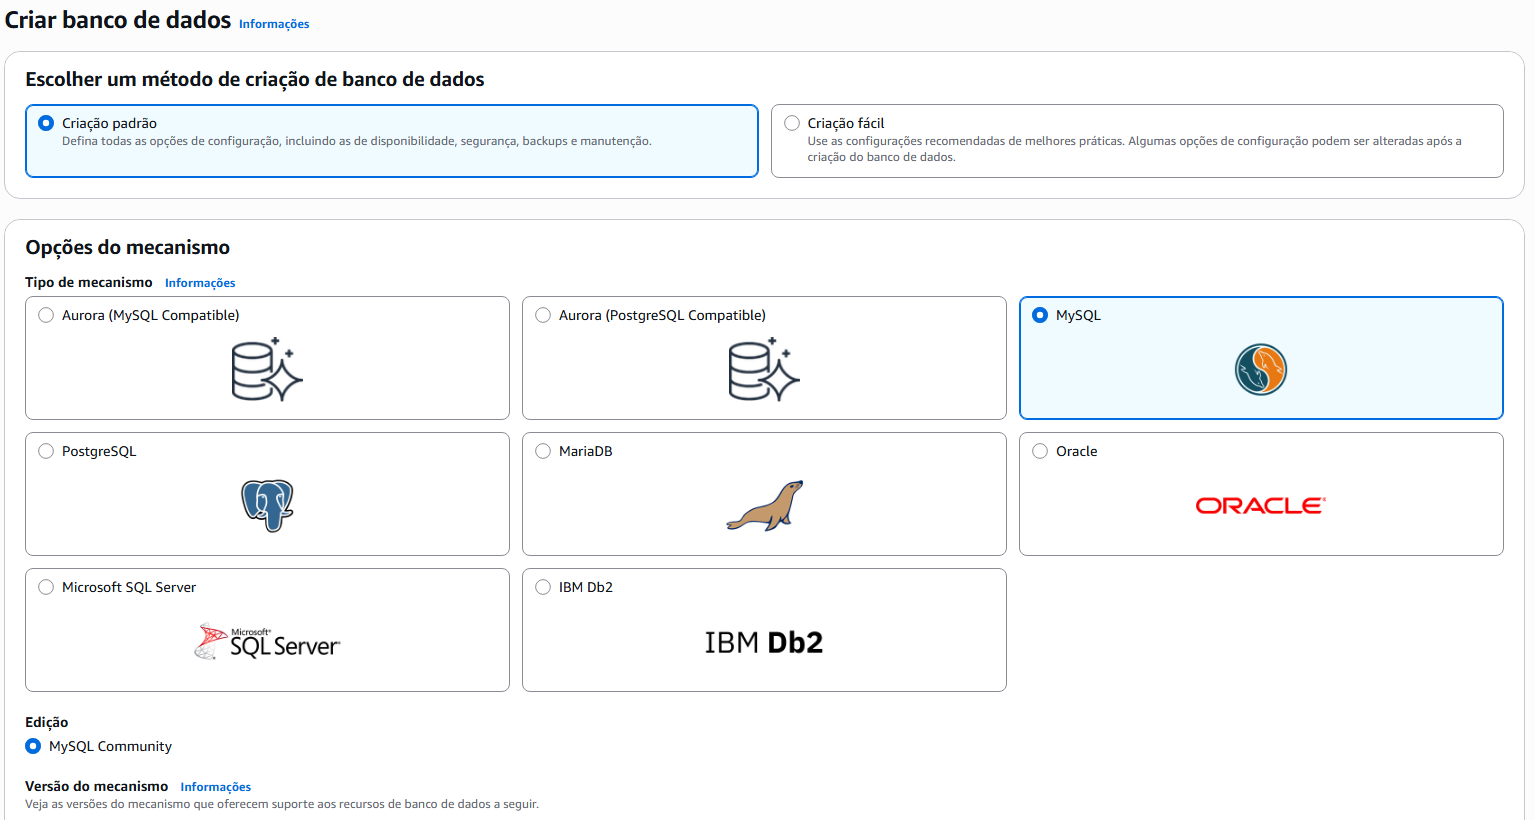 Criar banco de dados Informações
Escolher um método de criação de banco de dados
Criação padrão
Defina todas as opções de configuração, incluindo as de disponibilidade, segurança, backups e manutenção.
Criação fácil
Use as configurações recomendadas de melhores práticas. Algumas opções de configuração podem ser alteradas após a
criação do banco de dados.
Opções do mecanismo
Tipo de mecanismo Informações
Aurora (MySQL Compatible)
Aurora (PostgreSQL Compatible)
MySQL
PostgreSQL
MariaDB
Oracle
ORACLE®
Microsoft SQL Server
Microsoft®
SQL Server®
IBM Db2
IBM Db2
Edição
MySQL Community
Versão do mecanismo Informações
Veja as versões do mecanismo que oferecem suporte aos recursos de banco de dados a seguir.